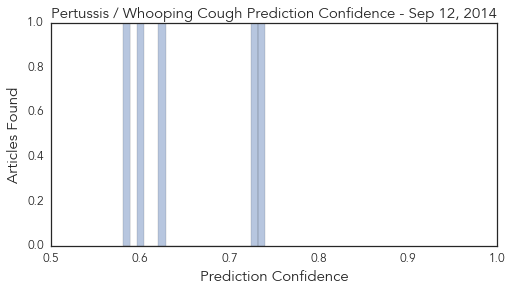 Pertussis / Whooping Cough Prediction Confidence - Sep 12, 2014
1.0
0.8
0.6
0.4
0.2
0.0
Articles Found
0.5 0.6 0.7 0.8 0.9 1.0
Prediction Confidence